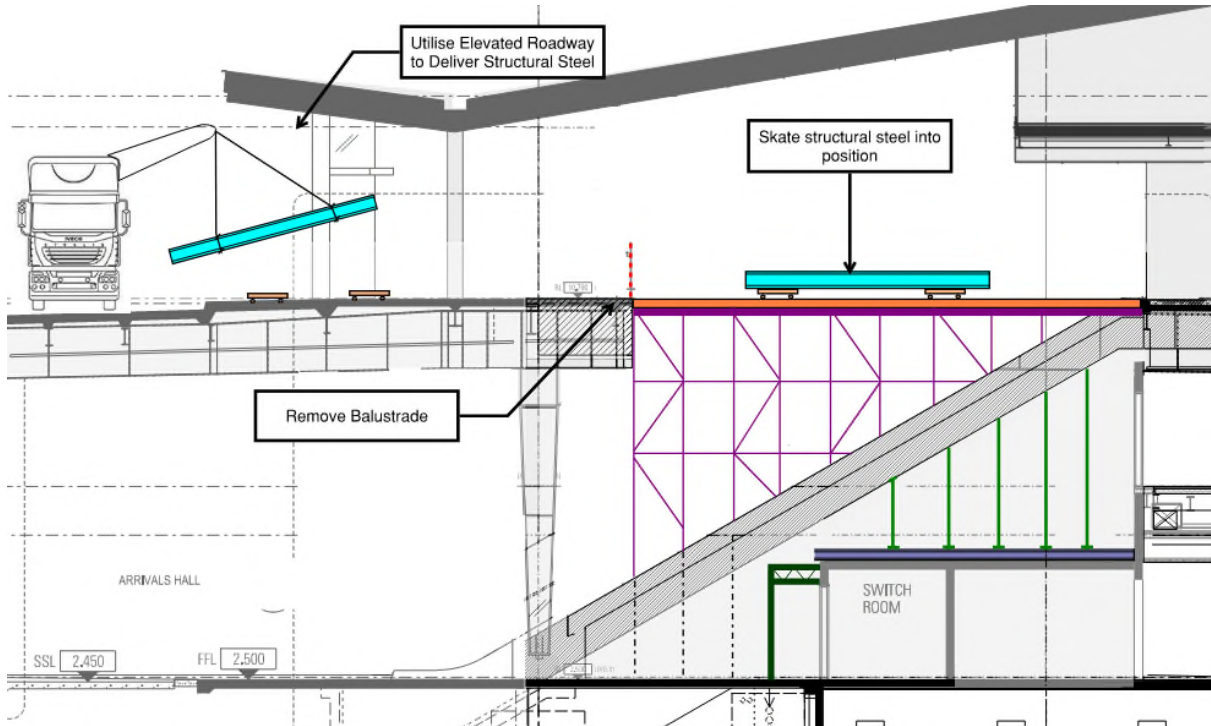 Utilise Elevated Roadway
to Deliver Structural Steel
Skate structural steel into
position
IVECO
Remove Balustrade
ARRIVALS HALL
SWITCH
ROOM
SSL 2.450
FFL 2.500